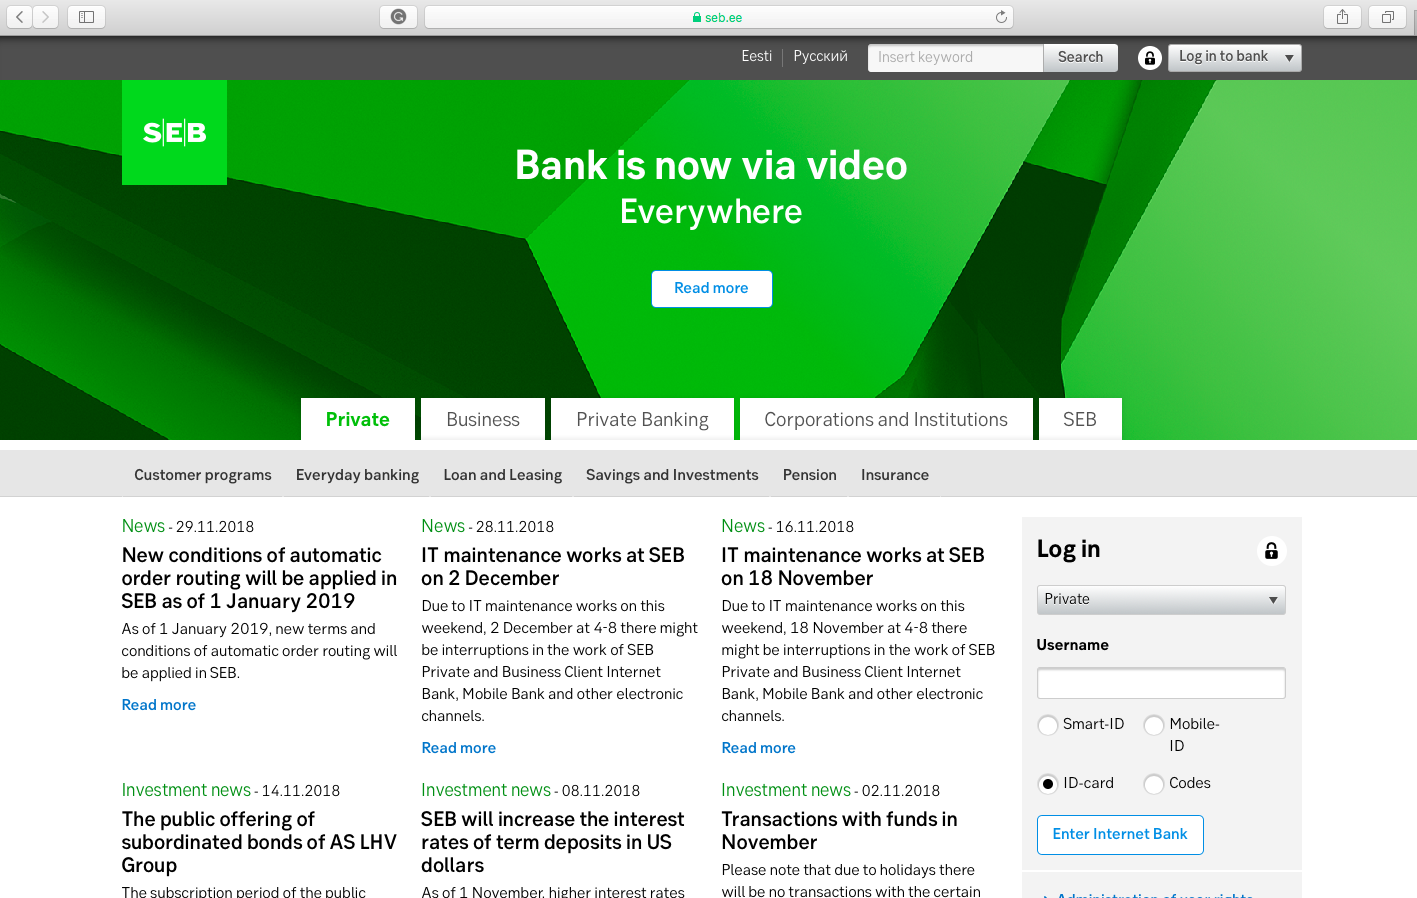 seb.ee
Eesti
Русский
Insert keyword
Search
Log in to bank
S|E|B
Bank is now via video
Everywhere
Read more
Private
Business
Private Banking
Corporations and Institutions
SEB
Customer programs
Everyday banking
Loan and Leasing
Savings and Investments
Pension
Insurance
News - 29.11.2018
New conditions of automatic
order routing will be applied in
SEB as of 1 January 2019
As of 1 January 2019, new terms and
conditions of automatic order routing will
be applied in SEB.
Read more
News - 28.11.2018
IT maintenance works at SEB
on 2 December
Due to IT maintenance works on this
weekend, 2 December at 4-8 there might
be interruptions in the work of SEB
Private and Business Client Internet
Bank, Mobile Bank and other electronic
channels.
Read more
News - 16.11.2018
IT maintenance works at SEB
on 18 November
Due to IT maintenance works on this
weekend, 18 November at 4-8 there
might be interruptions in the work of SEB
Private and Business Client Internet
Bank, Mobile Bank and other electronic
channels.
Read more
Investment news - 14.11.2018
The public offering of
subordinated bonds of AS LHV
Group
The subscription period of the public
Investment news - 08.11.2018
SEB will increase the interest
rates of term deposits in US
dollars
As of 1 November, higher interest rates
Investment news - 02.11.2018
Transactions with funds in
November
Please note that due to holidays there
will be no transactions with the certain
Log in
Private
Username
Smart-ID
Mobile-
ID
ID-card
Codes
Enter Internet Bank
Administration of user rights